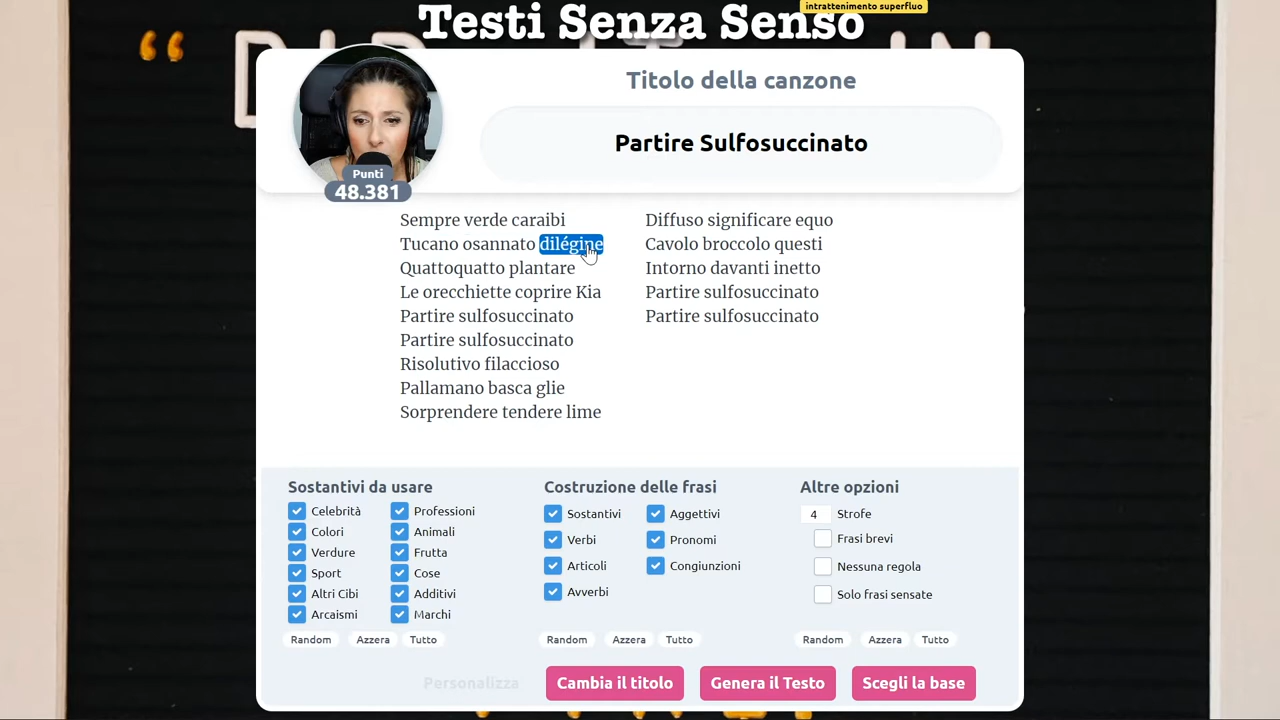 intrattenimento superfluo
Testi Senza Senso
Titolo della canzone
Partire Sulfosuccinato
Punti
48.381
Sempre verde caraibi
Tucano osannato dilégine
Quattoquatto plantare
Le orecchiette coprire Kia
Partire sulfosuccinato
Partire sulfosuccinato
Risolutivo filaccioso
Pallamano basca glie
Sorprendere tendere lime
Diffuso significare equo
Cavolo broccolo questi
Intorno davanti inetto
Partire sulfosuccinato
Partire sulfosuccinato
Sostantivi da usare
Celebrità
Professioni
Colori
Animali
Verdure
Frutta
Sport
Cose
Altri Cibi
Additivi
Arcaismi
Marchi
Random
Azzera
Tutto
Costruzione delle frasi
Sostantivi
Aggettivi
Verbi
Pronomi
Articoli
Congiunzioni
Avverbi
Random
Azzera
Tutto
Altre opzioni
4 Strofe
Frasi brevi
Nessuna regola
Solo frasi sensate
Random
Azzera
Tutto
Personalizza
Cambia il titolo
Genera il Testo
Scegli la base